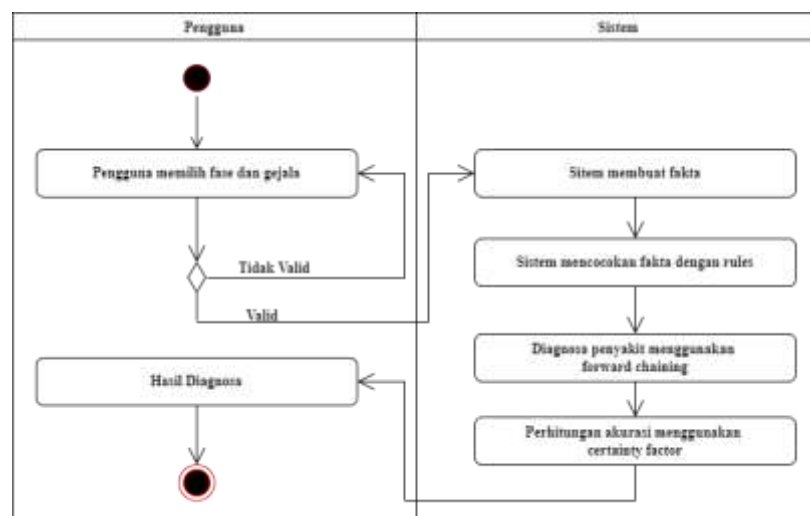 Pengguna
Sistem
Pengguna memilih fase dan gejala
Sitem membuat fakta
Tidak Valid
Sistem mencocokan fakta dengan rules
Valid
Diagnosa penyakit menggunakan
forward chaining
Hasil Diagnosa
Perhitungan akurasi menggunakan
certainty factor